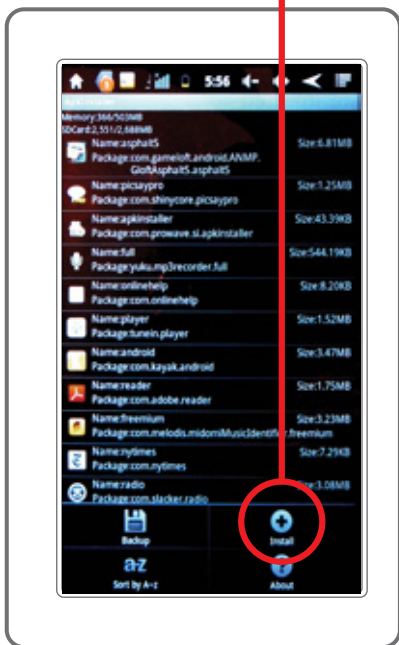 5:56
Memory:366/503MB
SDCard:2,551/2,688MB
Name:asphalt5 Size:6.81MB
Package:com.gameloft.android.ANMP.
GloftAsphalt5.asphalt5
Name:picsaypro Size:1.25MB
Package:com.shinycore.picsaypro
Name:apkinstaller Size:43.39KB
Package:com.prowave.si.apkinstaller
Name:full Size:544.19KB
Package:yuku.mp3recorder.full
Name:onlinehelp Size:8.20KB
Package:com.onlinehelp
Name:player Size:1.52MB
Package:tunein.player
Name:android Size:3.47MB
Package:com.kayak.android
Name:reader Size:1.75MB
Package:com.adobe.reader
Name:freemium Size:3.23MB
Package:com.melodis.midomiMusicIdentifier.freemium
Name:nytimes Size:7.29KB
Package:com.nytimes
Name:radio Size:3.08MB
Package:com.slacker.radio
Backup Install
a-z ?
Sort by A-z About